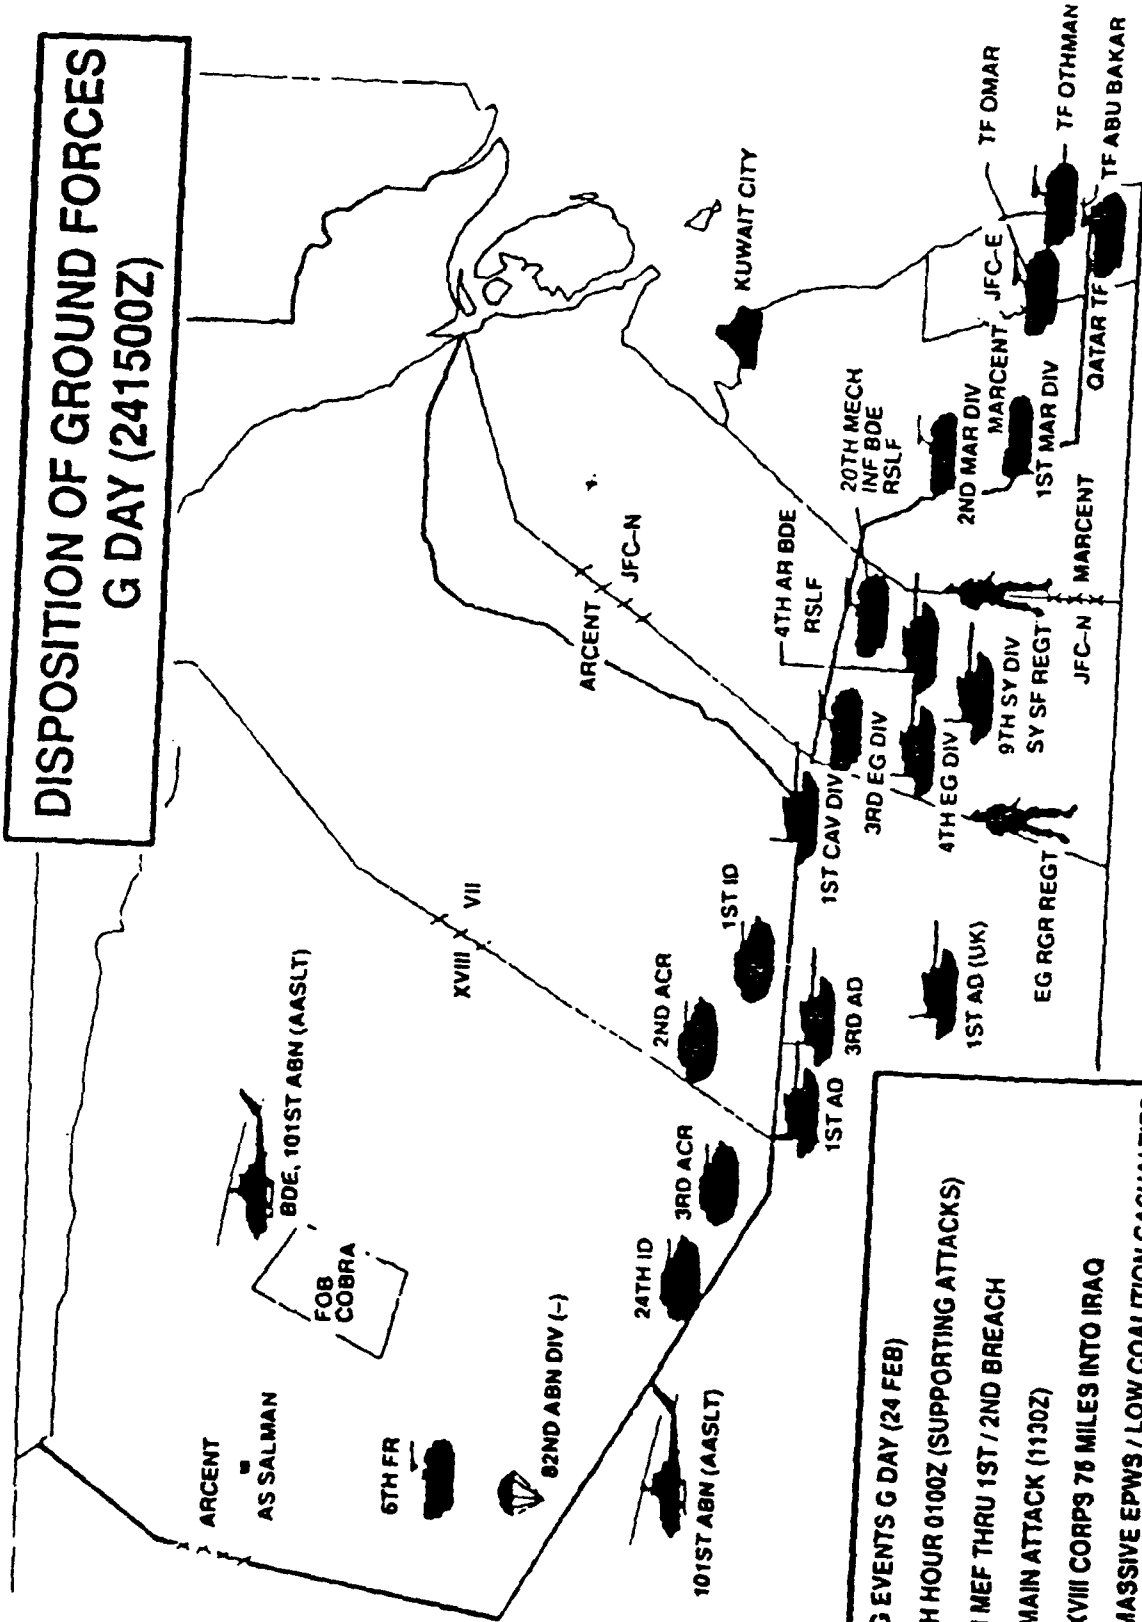 DISPOSITION OF GROUND FORCES
G DAY (241500Z)
ARCENT
AS SALMAN
6TH FR
82ND ABN DIV (-)
101ST ABN (AASLT)
FOB
COBRA
BDE, 101ST ABN (AASLT)
24TH ID
3RD ACR
XVIII
VII
2ND ACR
1ST ID
1ST AD
3RD AD
1ST AD (UK)
ARCENT
JFC-N
1ST CAV DIV
3RD EG DIV
4TH EG DIV
EG RGR REGT
4TH AR BDE
RSLF
9TH SY DIV
SY SF REGT
JFC-N
MARCENT
20TH MECH
INF BDE
RSLF
2ND MAR DIV
1ST MAR DIV
MARCENT
JFC-E
KUWAIT CITY
TF OMAR
TF OTHMAN
TF ABU BAKAR
QATAR TF
EVENTS G DAY (24 FEB)
H HOUR 0100Z (SUPPORTING ATTACKS)
MEF THRU 1ST / 2ND BREACH
MAIN ATTACK (1130Z)
XVIII CORPS 75 MILES INTO IRAQ
MASSIVE EPWS / LOW COALITION CASUALTIES